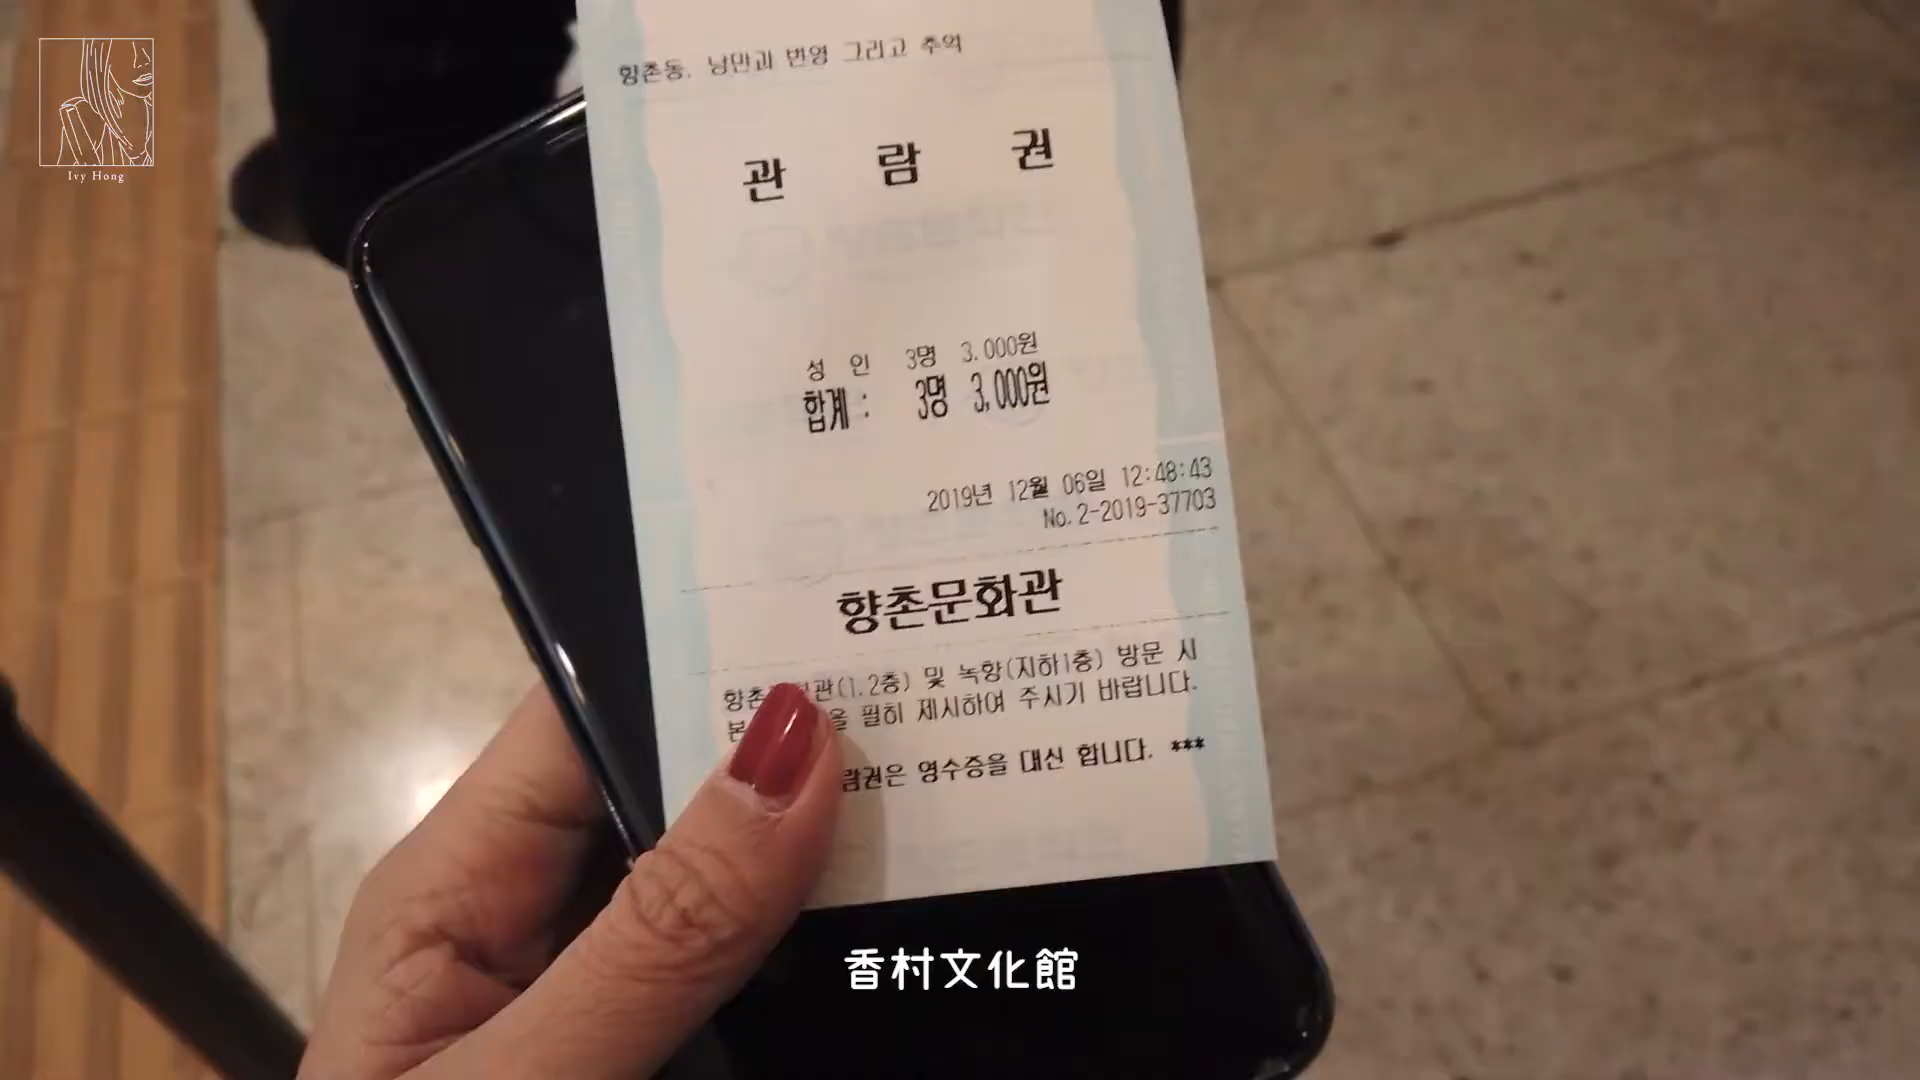 Ivy Hong
향촌동, 낭만과 번영 그리고 추억
관 람 권
성 인 3명 3,000원
합계 : 3명 3,000원
2019년 12월 06일 12:48:43
No.2-2019-37703
향촌문화관
향촌 관(1,2층) 및 녹향(지하1층) 방문 시
본 을 필히 제시하여 주시기 바랍니다.
람권은 영수증을 대신 합니다. ***
香村文化館